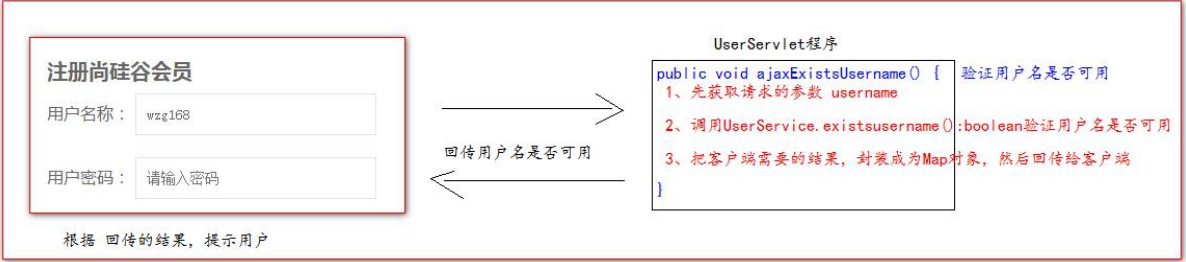 注册尚硅谷会员
用户名称： wzg168
用户密码： 请输入密码
根据 回传的结果，提示用户
回传用户名是否可用
UserServlet程序
public void ajaxExistsUsername() { 验证用户名是否可用
1、先获取请求的参数 username
2、调用UserService.existsusername():boolean验证用户名是否可用
3、把客户端需要的结果，封装成为Map对象，然后回传给客户端
}